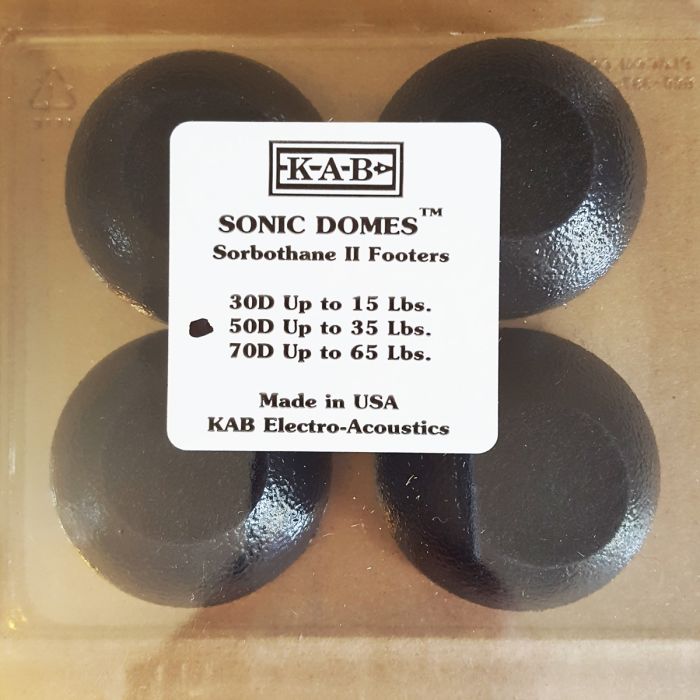 K-A-B
SONIC DOMES™
Sorbothane II Footers
30D Up to 15 Lbs.
50D Up to 35 Lbs.
70D Up to 65 Lbs.
Made in USA
KAB Electro-Acoustics